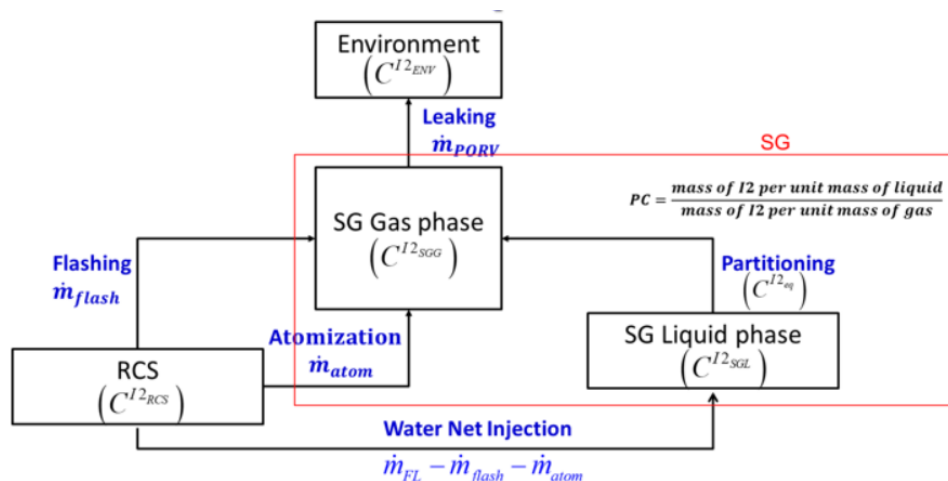 Environment
(C^{I2_{ENV}})
Leaking
ṁ_{PORV}
SG
PC = \frac{mass of I2 per unit mass of liquid}{mass of I2 per unit mass of gas}
SG Gas phase
(C^{I2_{SGG}})
Flashing
ṁ_{flash}
Partitioning
(C^{I2_{eq}})
Atomization
ṁ_{atom}
SG Liquid phase
(C^{I2_{SGL}})
RCS
(C^{I2_{RCS}})
Water Net Injection
ṁ_{FL} − ṁ_{flash} − ṁ_{atom}